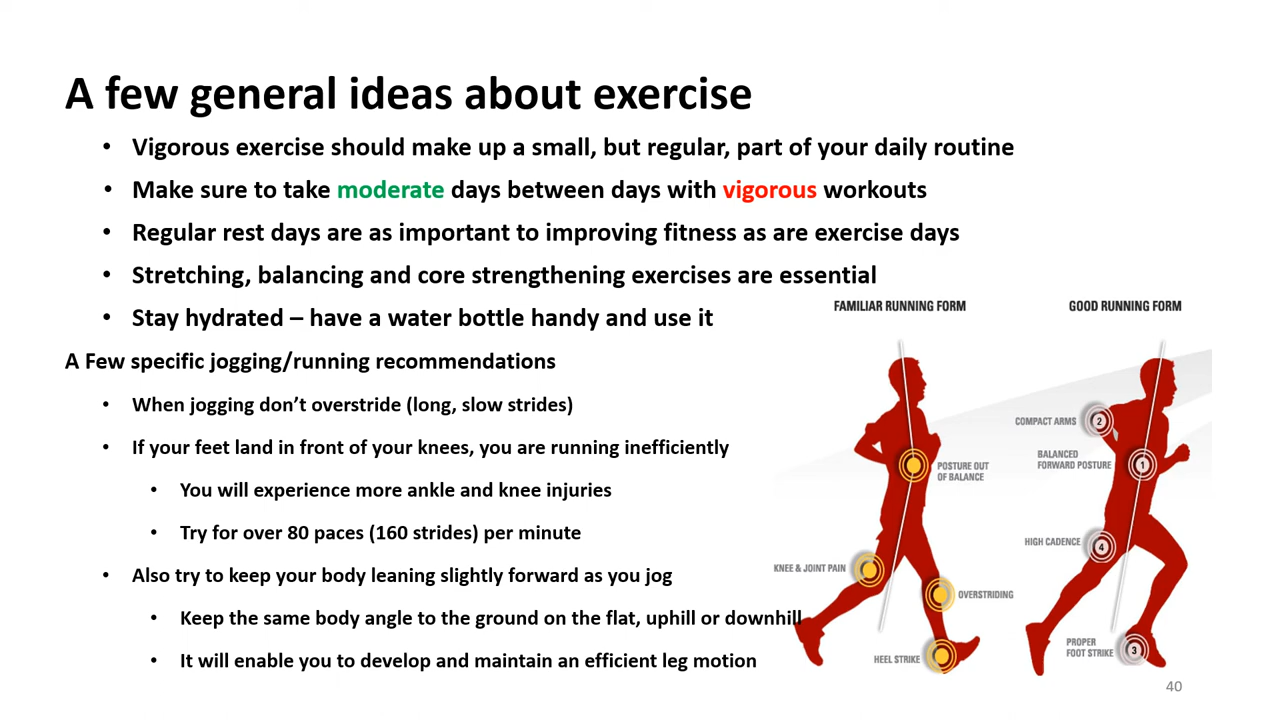 A few general ideas about exercise
• Vigorous exercise should make up a small, but regular, part of your daily routine
• Make sure to take moderate days between days with vigorous workouts
• Regular rest days are as important to improving fitness as are exercise days
• Stretching, balancing and core strengthening exercises are essential
• Stay hydrated – have a water bottle handy and use it
A Few specific jogging/running recommendations
• When jogging don’t overstride (long, slow strides)
• If your feet land in front of your knees, you are running inefficiently
• You will experience more ankle and knee injuries
• Try for over 80 paces (160 strides) per minute
• Also try to keep your body leaning slightly forward as you jog
• Keep the same body angle to the ground on the flat, uphill or downhill
• It will enable you to develop and maintain an efficient leg motion
FAMILIAR RUNNING FORM
POSTURE OUT
OF BALANCE
KNEE & JOINT PAIN
OVERSTRIDING
HEEL STRIKE
GOOD RUNNING FORM
COMPACT ARMS
2
BALANCED
FORWARD POSTURE
1
HIGH CADENCE
4
PROPER
FOOT STRIKE
3
40